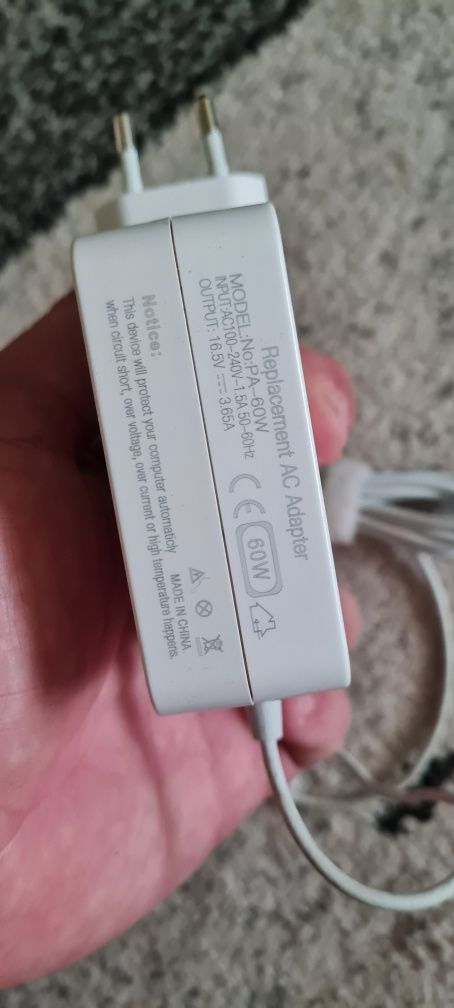 Replacement AC Adapter
MODEL:No:PA-60W
INPUT:AC100-240V-1.5A 50-60Hz
OUTPUT: 16.5V 3.65A
CE 60W
Notice:
This device will protect your computer automaticly
when circuit short, over voltage, over current or high temperature happens.
MADE IN CHINA